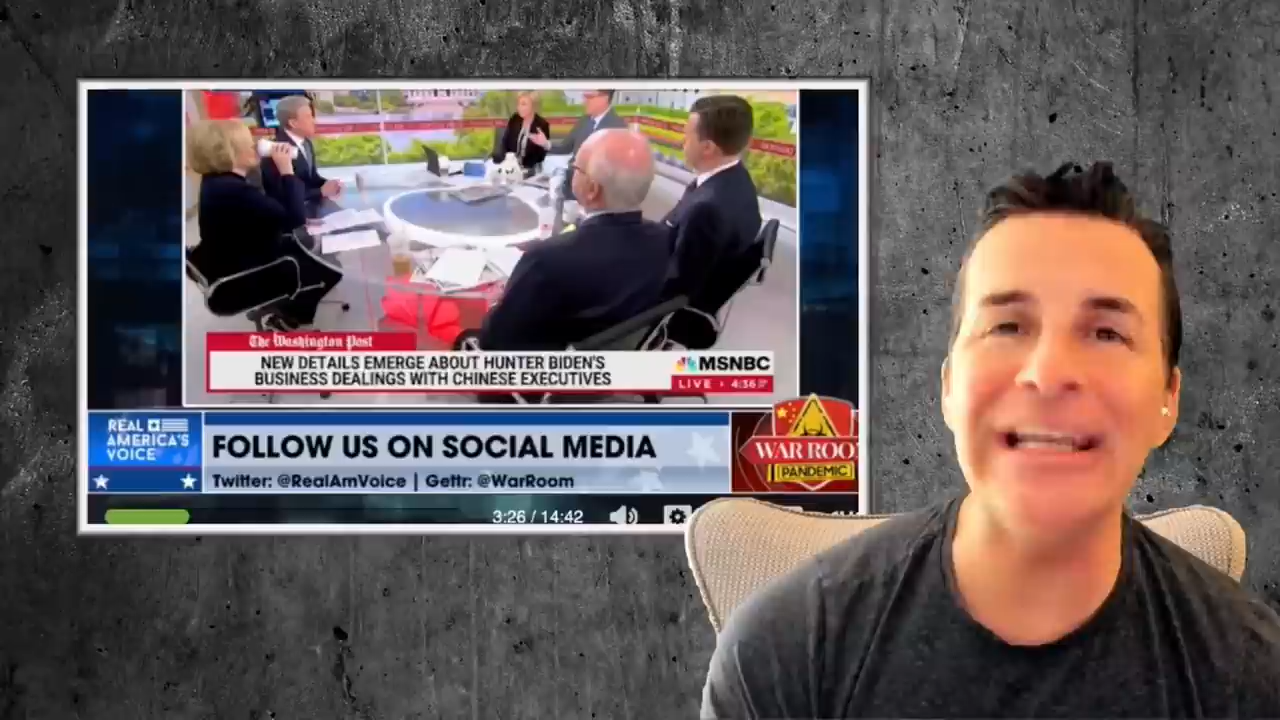 The Washington Post
NEW DETAILS EMERGE ABOUT HUNTER BIDEN'S
BUSINESS DEALINGS WITH CHINESE EXECUTIVES
MSNBC
LIVE 4:36
REAL
AMERICA'S
VOICE
FOLLOW US ON SOCIAL MEDIA
Twitter: @RealAmVoice | Gettr: @WarRoom
WAR ROO
PANDEMIC
3:26 / 14:42